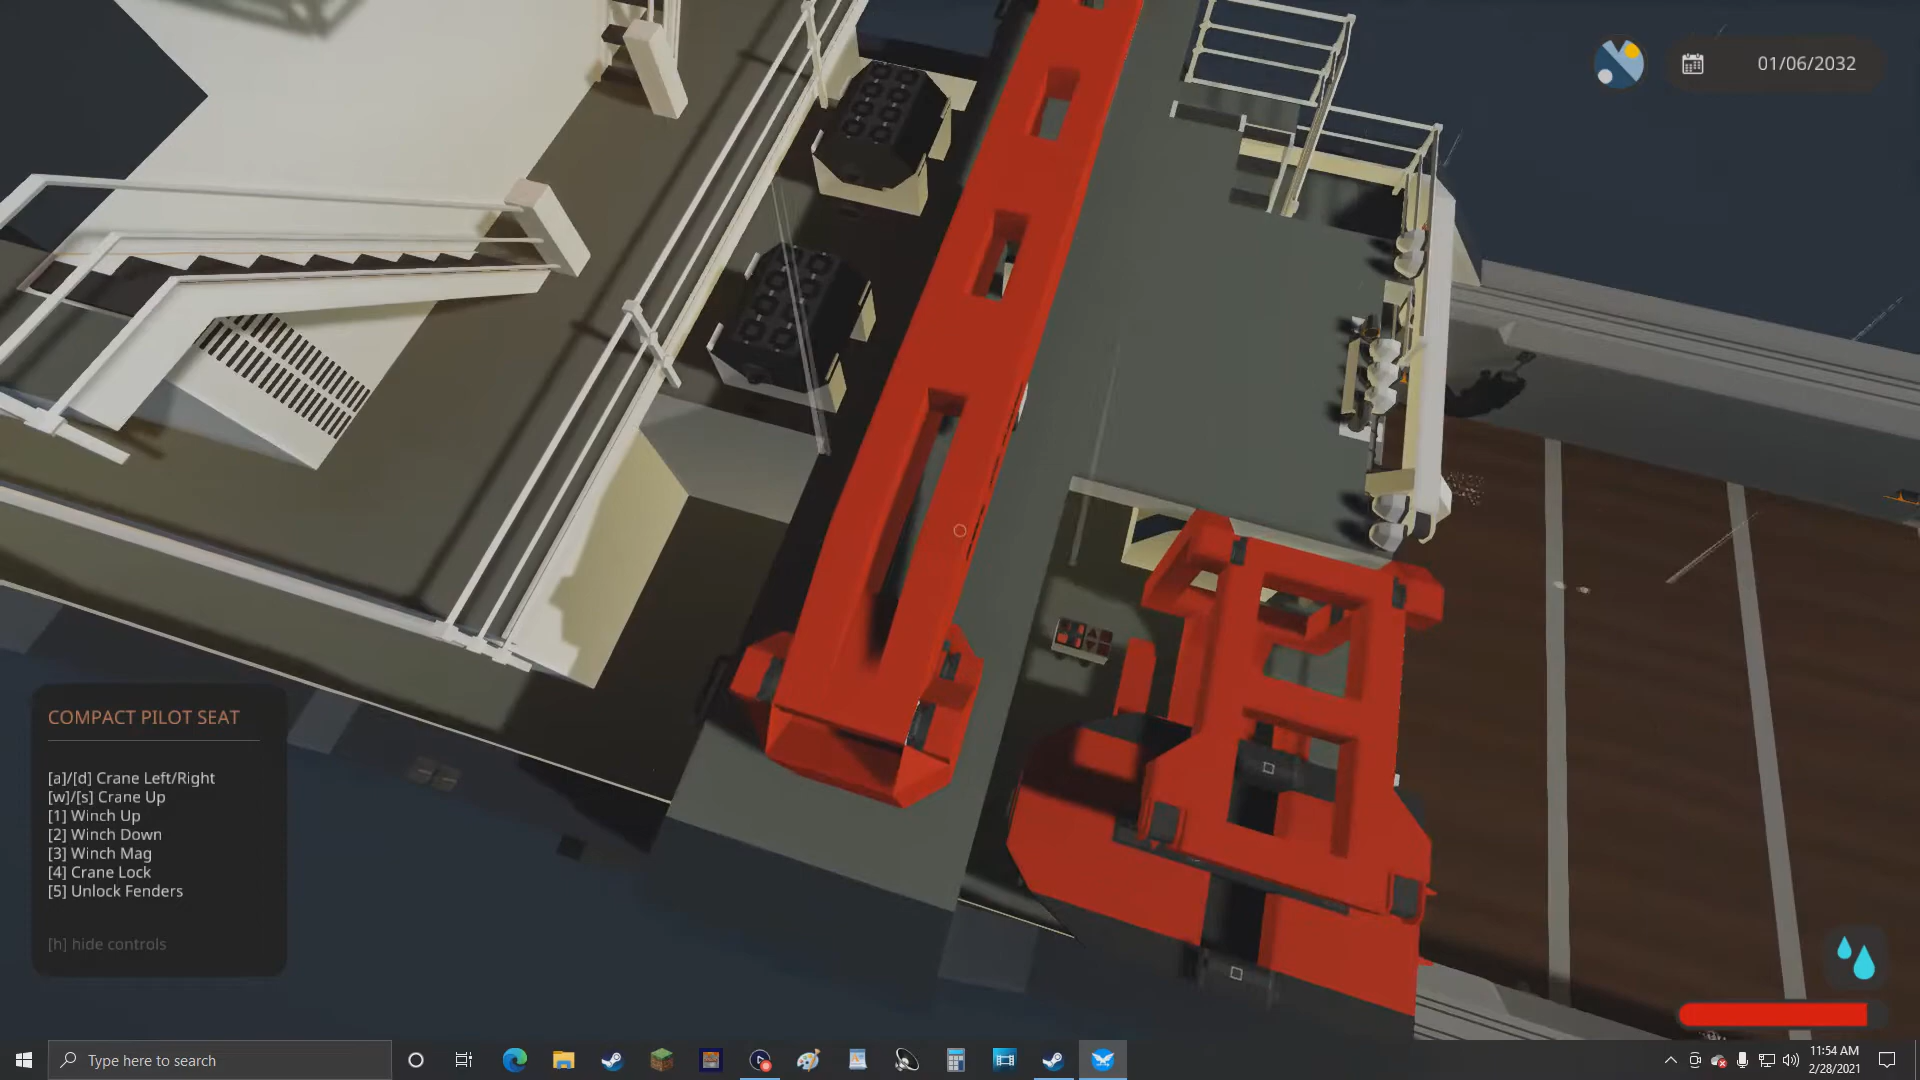 01/06/2032
COMPACT PILOT SEAT
[a]/[d] Crane Left/Right
[w]/[s] Crane Up
[1] Winch Up
[2] Winch Down
[3] Winch Mag
[4] Crane Lock
[5] Unlock Fenders
[h] hide controls
Type here to search
11:54 AM
2/28/2021